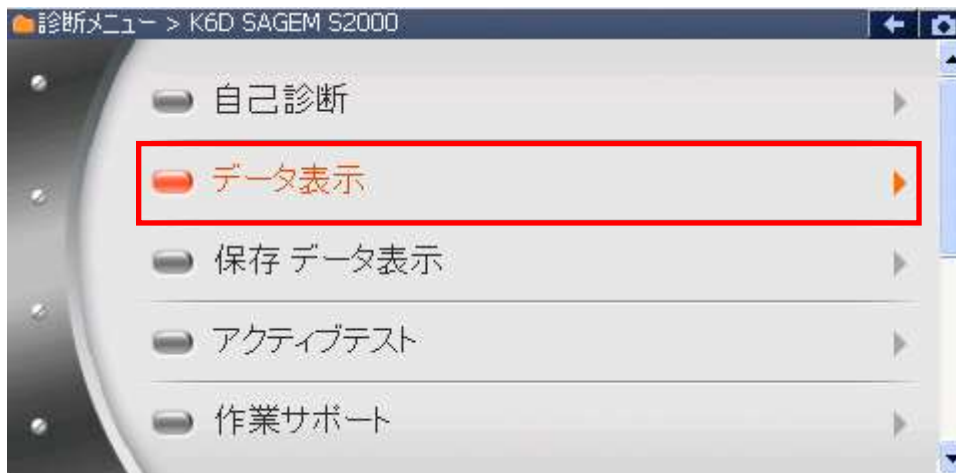 診断メニュー > K6D SAGEM S2000
自己診断
データ表示
保存 データ表示
アクティブテスト
作業サポート